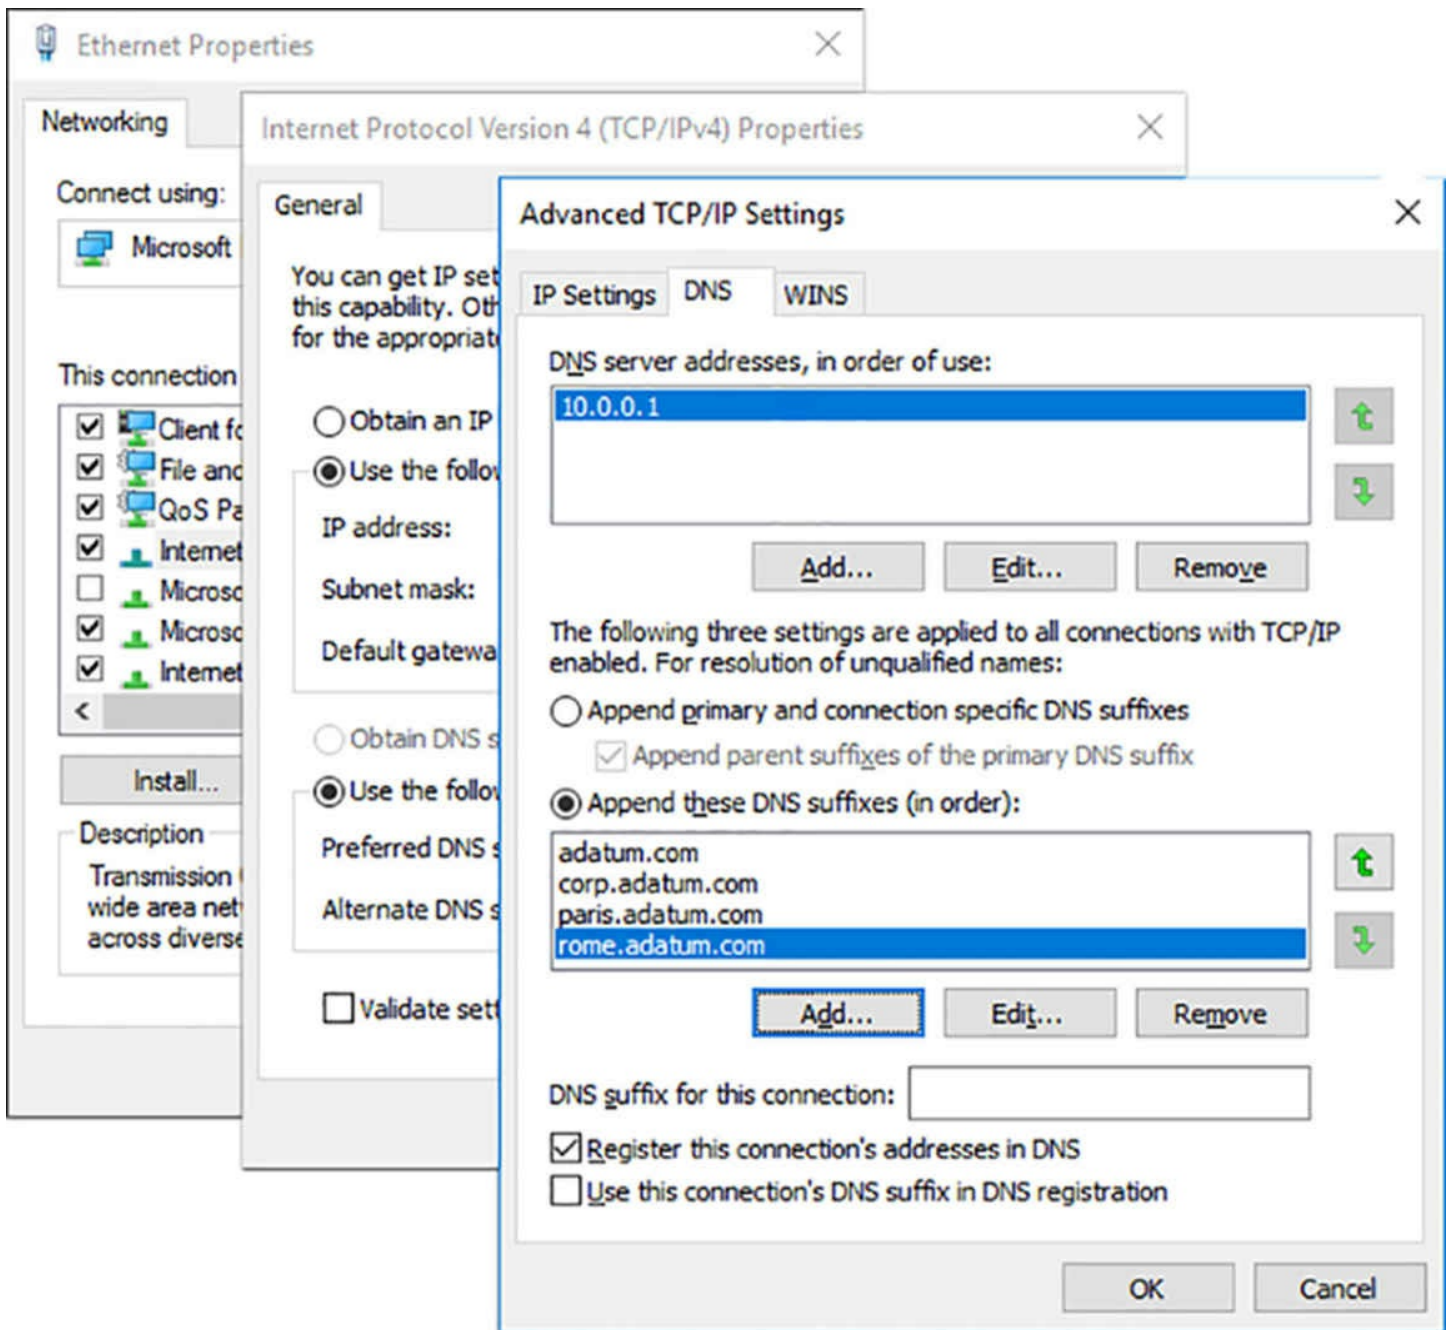 Ethernet Properties
Networking
Connect using:
Microsoft
This connection
Client fo
File and
QoS Pa
Internet
Microso
Microso
Internet
Install...
Description
Transmission
wide area net
across diverse
Internet Protocol Version 4 (TCP/IPv4) Properties
General
You can get IP set
this capability. Oth
for the appropriate
Obtain an IP
Use the follow
IP address:
Subnet mask:
Default gatewa
Obtain DNS s
Use the follow
Preferred DNS s
Alternate DNS s
Validate sett
Advanced TCP/IP Settings
IP Settings DNS WINS
DNS server addresses, in order of use:
10.0.0.1
Add... Edit... Remove
The following three settings are applied to all connections with TCP/IP
enabled. For resolution of unqualified names:
Append primary and connection specific DNS suffixes
Append parent suffixes of the primary DNS suffix
Append these DNS suffixes (in order):
adatum.com
corp.adatum.com
paris.adatum.com
rome.adatum.com
Add... Edit... Remove
DNS suffix for this connection:
Register this connection's addresses in DNS
Use this connection's DNS suffix in DNS registration
OK Cancel